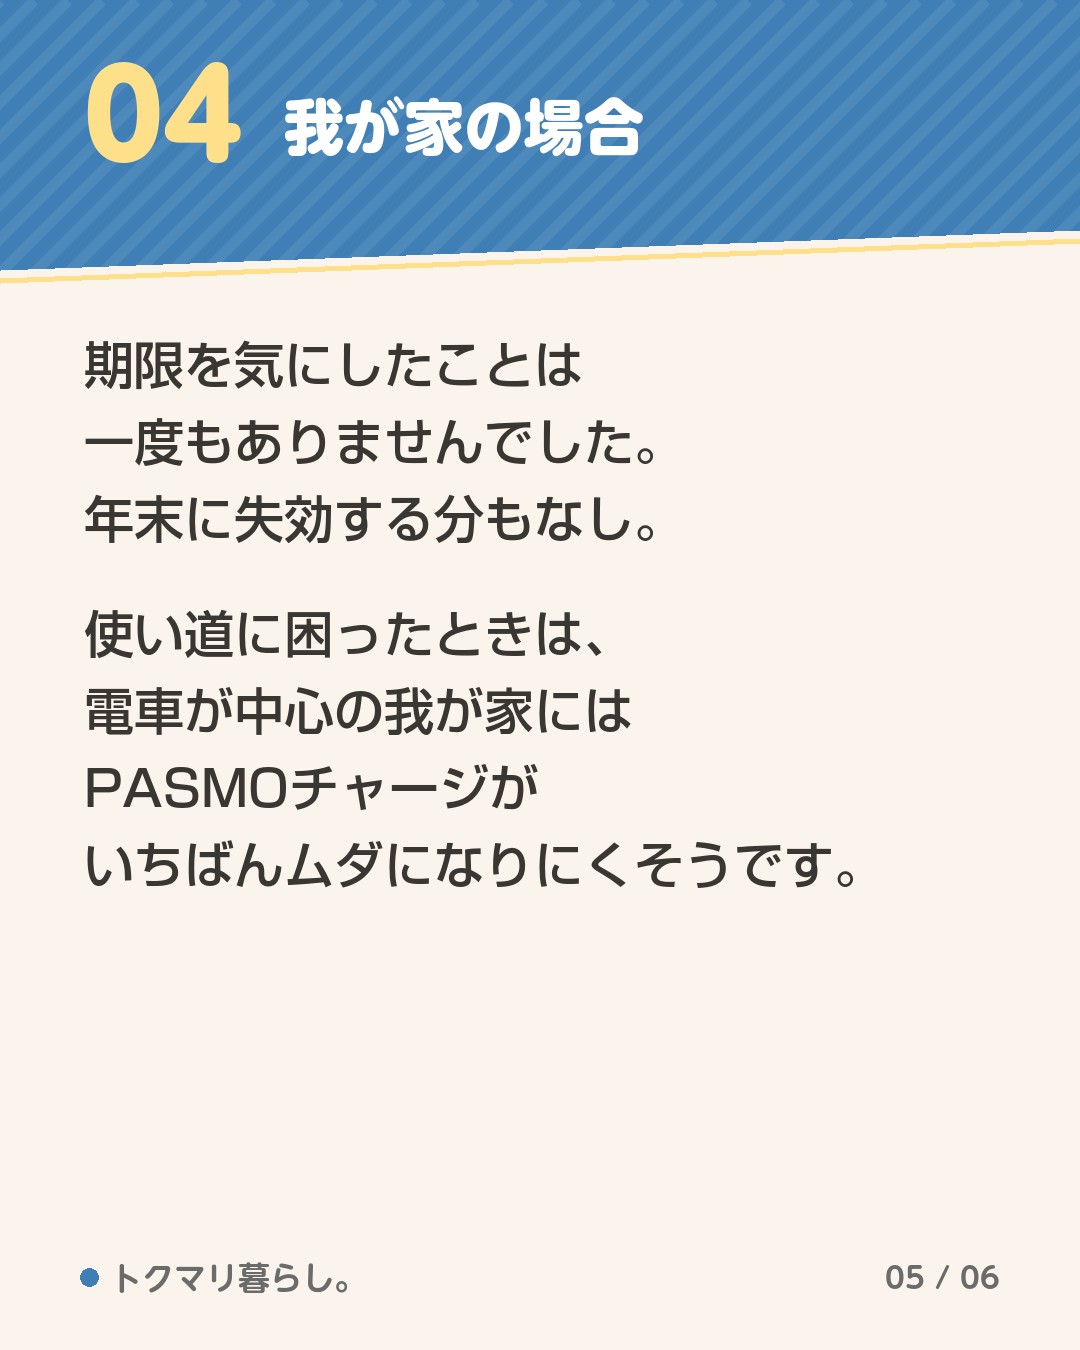 04 我が家の場合
期限を気にしたことは
一度もありませんでした。
年末に失効する分もなし。
使い道に困ったときは、
電車が中心の我が家には
PASMOチャージが
いちばんムダになりにくそうです。
トクマリ暮らし。
05 / 06